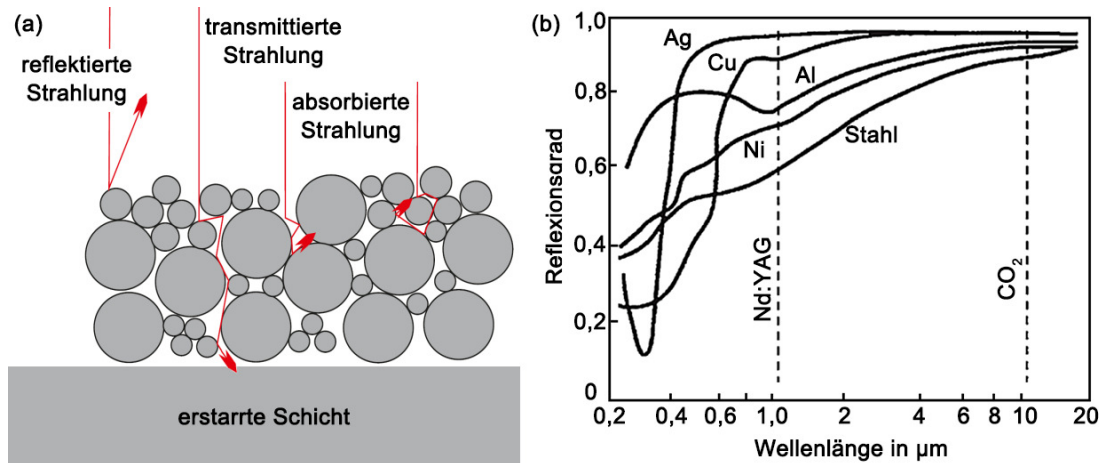 (a)
reflektierte
Strahlung
transmittierte
Strahlung
absorbierte
Strahlung
erstarrte Schicht
(b)
Reflexionsgrad
1,0
0,8
0,6
0,4
0,2
0
Ag
Cu
Al
Ni
Stahl
Nd:YAG
CO₂
0,2
0,4
0,6
1,0
2
4
6
8
10
20
Wellenlänge in µm